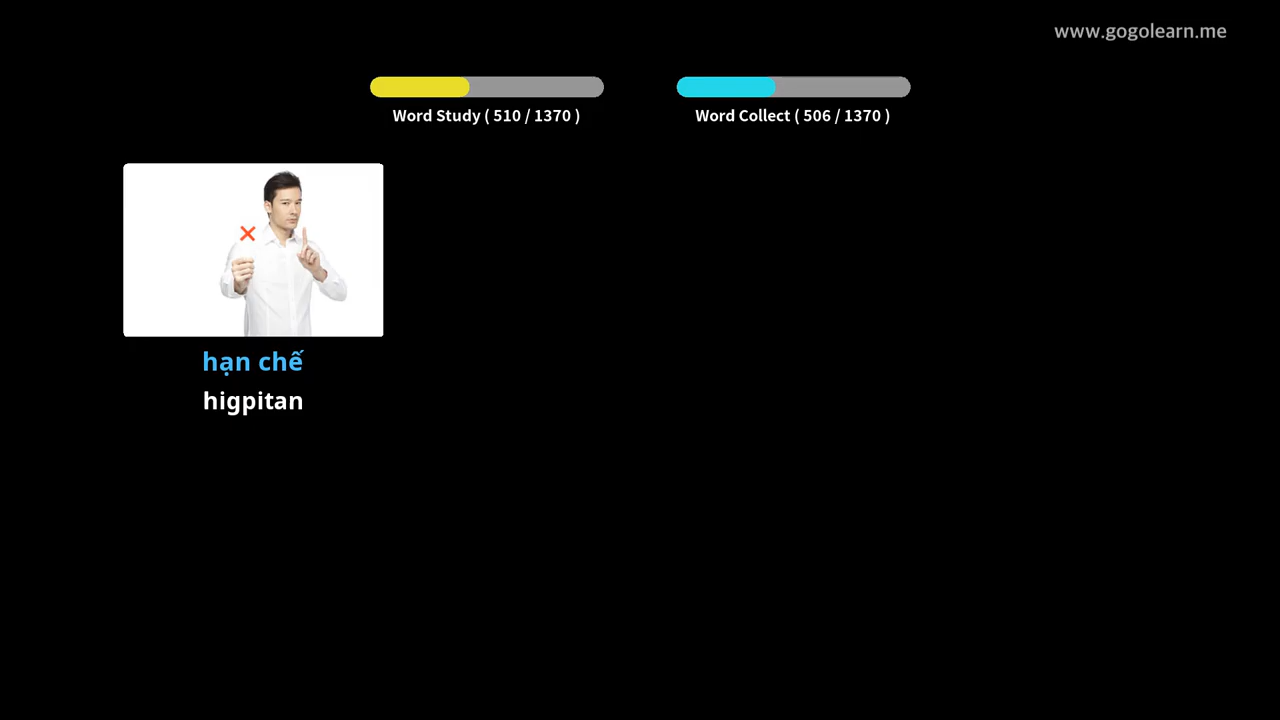 www.gogolearn.me
Word Study ( 510 / 1370 )
Word Collect ( 506 / 1370 )
hạn chế
higpitan